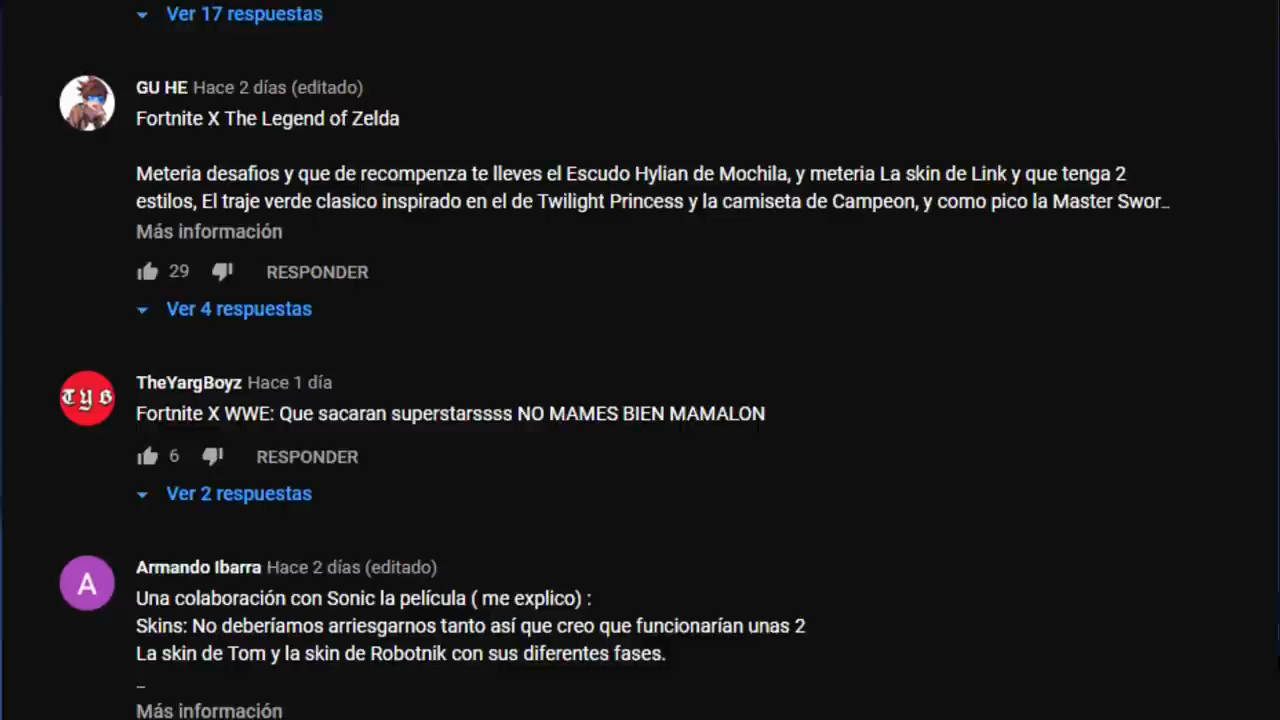 Ver 17 respuestas
GU HE Hace 2 días (editado)
Fortnite X The Legend of Zelda
Meteria desafios y que de recompenza te lleves el Escudo Hylian de Mochila, y meteria La skin de Link y que tenga 2
estilos, El traje verde clasico inspirado en el de Twilight Princess y la camiseta de Campeon, y como pico la Master Swor...
Más información
29 RESPONDER
Ver 4 respuestas
TYB
TheYargBoyz Hace 1 día
Fortnite X WWE: Que sacaran superstarssss NO MAMES BIEN MAMALON
6 RESPONDER
Ver 2 respuestas
A
Armando Ibarra Hace 2 días (editado)
Una colaboración con Sonic la película ( me explico) :
Skins: No deberíamos arriesgarnos tanto así que creo que funcionarían unas 2
La skin de Tom y la skin de Robotnik con sus diferentes fases.
...
Más información